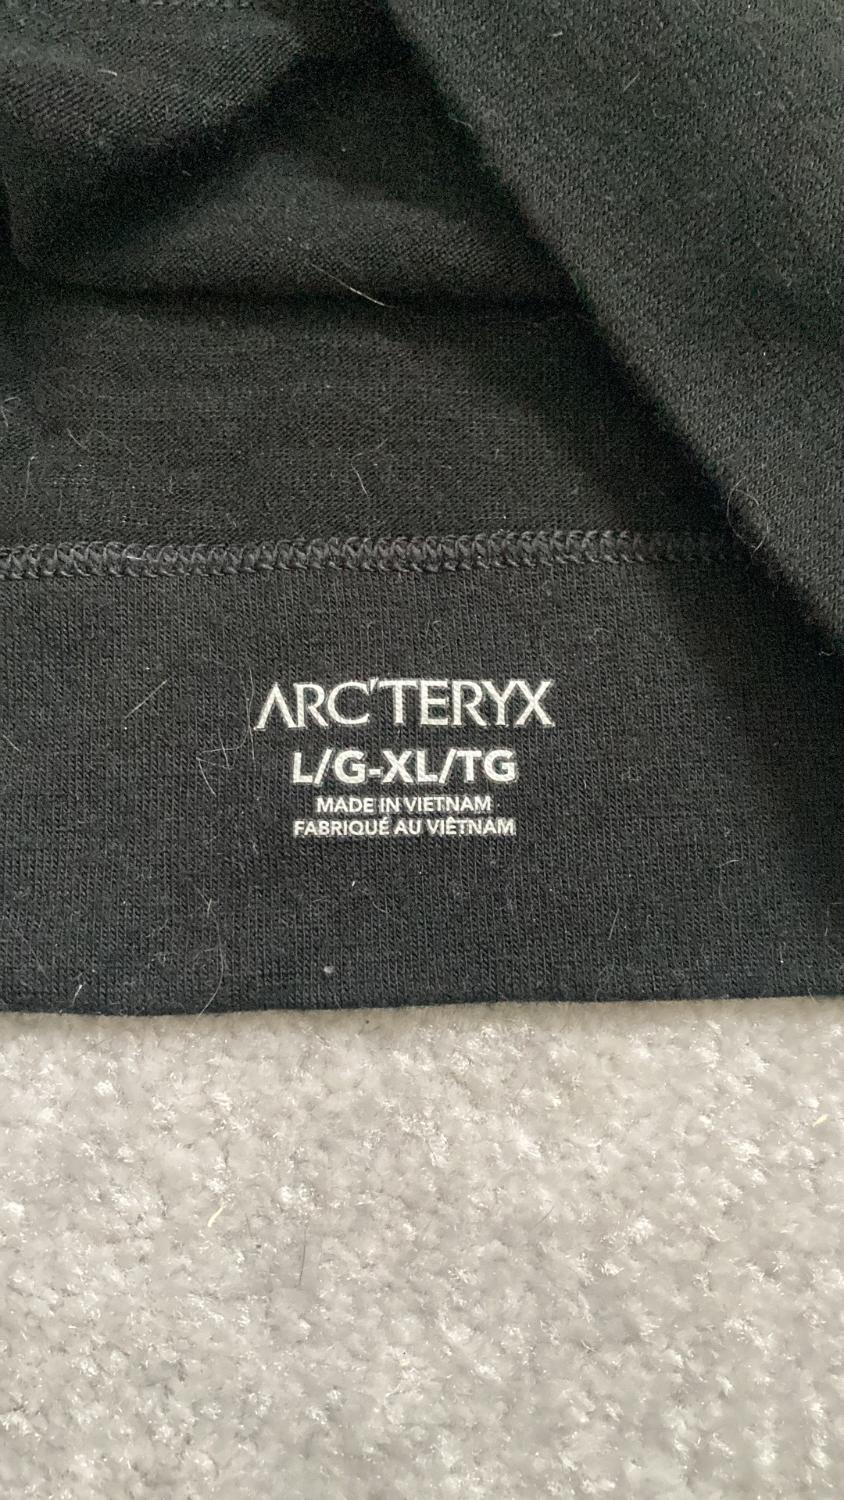 ARC'TERYX
L/G-XL/TG
MADE IN VIETNAM
FABRIQUÉ AU VIÊTNAM